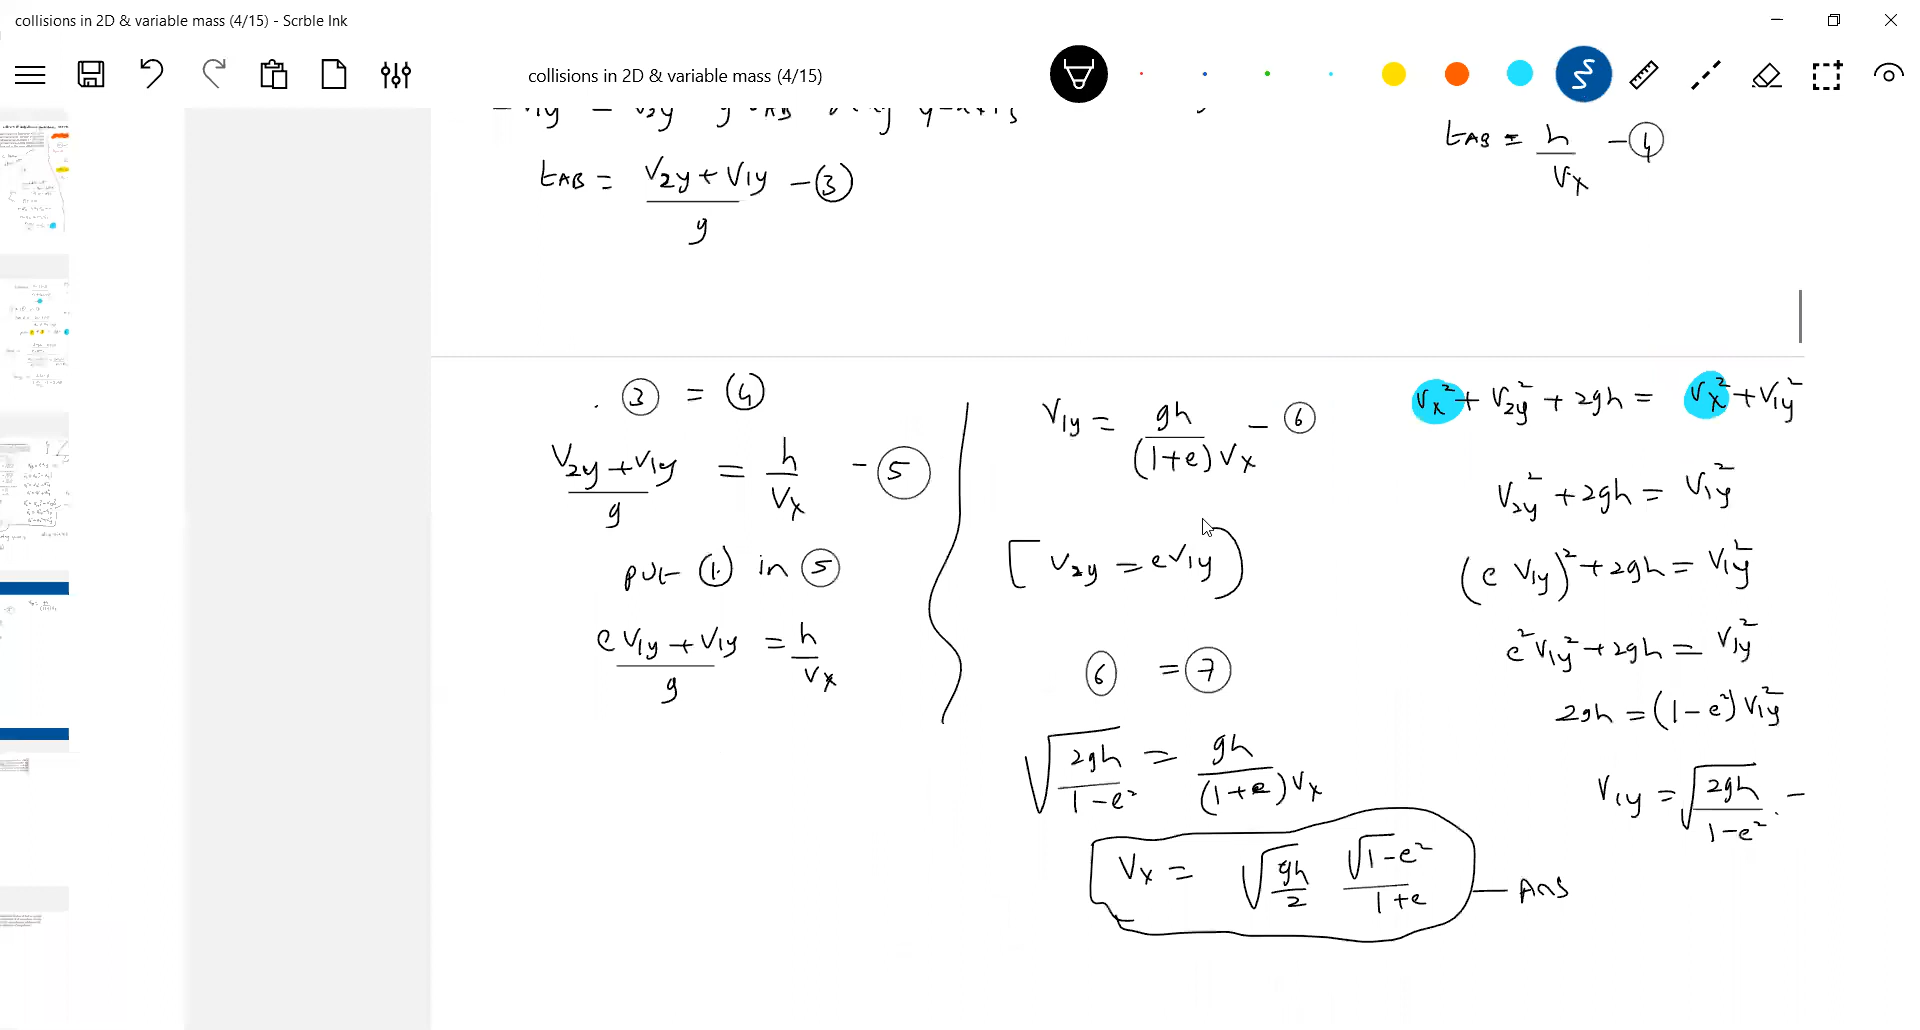 collisions in 2D & variable mass (4/15) - Scrble Ink
collisions in 2D & variable mass (4/15)
tAB = (V2y + V1y)/g - ③
tAB = h/Vx - ④
③ = ④
(V2y + V1y)/g = h/Vx - ⑤
put ① in ⑤
(eV1y + V1y)/g = h/Vx
V1y = gh/((1+e)Vx) - ⑥
[V2y = eV1y)
⑥ = ⑦
√(2gh/(1-e²)) = gh/((1+e)Vx)
Vx = √(gh/2) √(1-e²)/(1+e) — Ans
Vx² + V2y² + 2gh = Vx² + V1y²
V2y² + 2gh = V1y²
(e V1y)² + 2gh = V1y²
e²V1y² + 2gh = V1y²
2gh = (1-e²) V1y²
V1y = √(2gh/(1-e²)) . -